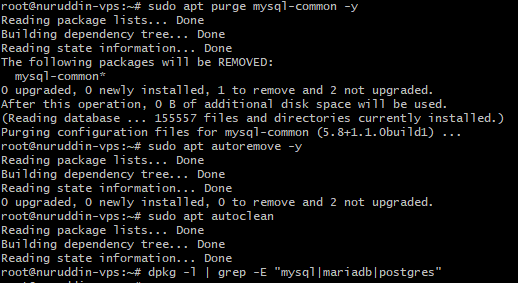 root@nuruddin-vps:~# sudo apt purge mysql-common -y
Reading package lists... Done
Building dependency tree... Done
Reading state information... Done
The following packages will be REMOVED:
  mysql-common*
0 upgraded, 0 newly installed, 1 to remove and 2 not upgraded.
After this operation, 0 B of additional disk space will be used.
(Reading database ... 155557 files and directories currently installed.)
Purging configuration files for mysql-common (5.8+1.1.0build1) ...
root@nuruddin-vps:~# sudo apt autoremove -y
Reading package lists... Done
Building dependency tree... Done
Reading state information... Done
0 upgraded, 0 newly installed, 0 to remove and 2 not upgraded.
root@nuruddin-vps:~# sudo apt autoclean
Reading package lists... Done
Building dependency tree... Done
Reading state information... Done
root@nuruddin-vps:~# dpkg -l | grep -E "mysql|mariadb|postgres"